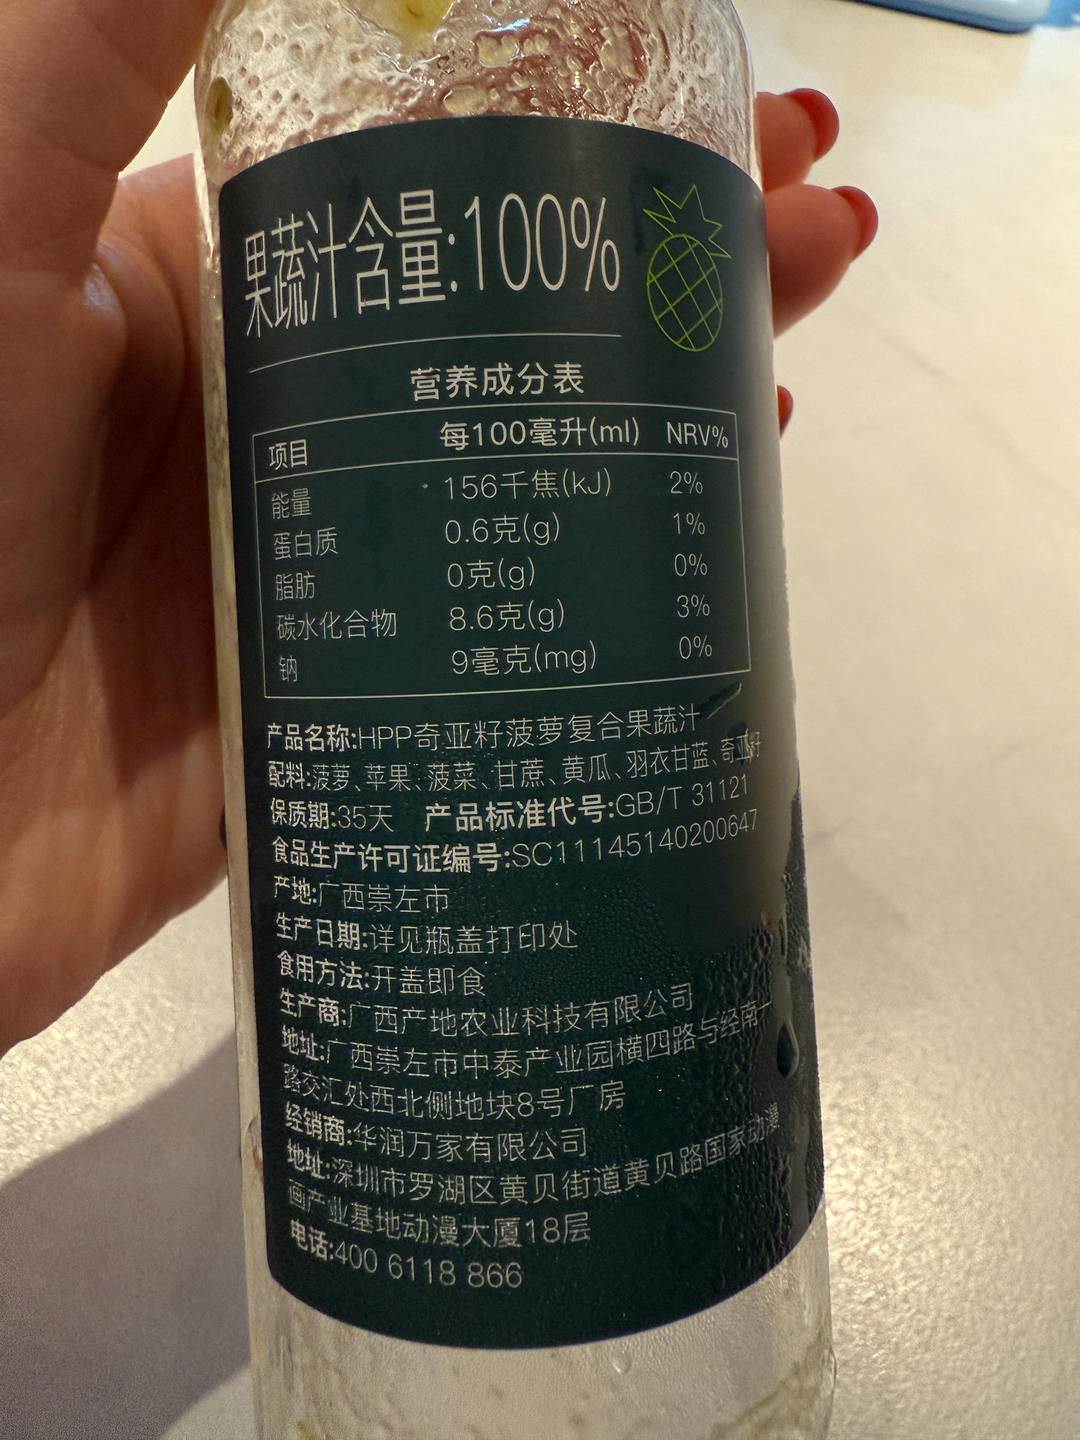 果蔬汁含量:100%
营养成分表
项目 每100毫升(ml) NRV%
能量 156千焦(kJ) 2%
蛋白质 0.6克(g) 1%
脂肪 0克(g) 0%
碳水化合物 8.6克(g) 3%
钠 9毫克(mg) 0%
产品名称:HPP奇亚籽菠萝复合果蔬汁
配料:菠萝、苹果、菠菜、甘蔗、黄瓜、羽衣甘蓝、奇亚籽
保质期:35天 产品标准代号:GB/T 31121
食品生产许可证编号:SC11145140200647
产地:广西崇左市
生产日期:详见瓶盖打印处
食用方法:开盖即食
生产商:广西产地农业科技有限公司
地址:广西崇左市中泰产业园横四路与经南一
路交汇处西北侧地块8号厂房
经销商:华润万家有限公司
地址:深圳市罗湖区黄贝街道黄贝路国家动漫
画产业基地动漫大厦18层
电话:400 6118 866